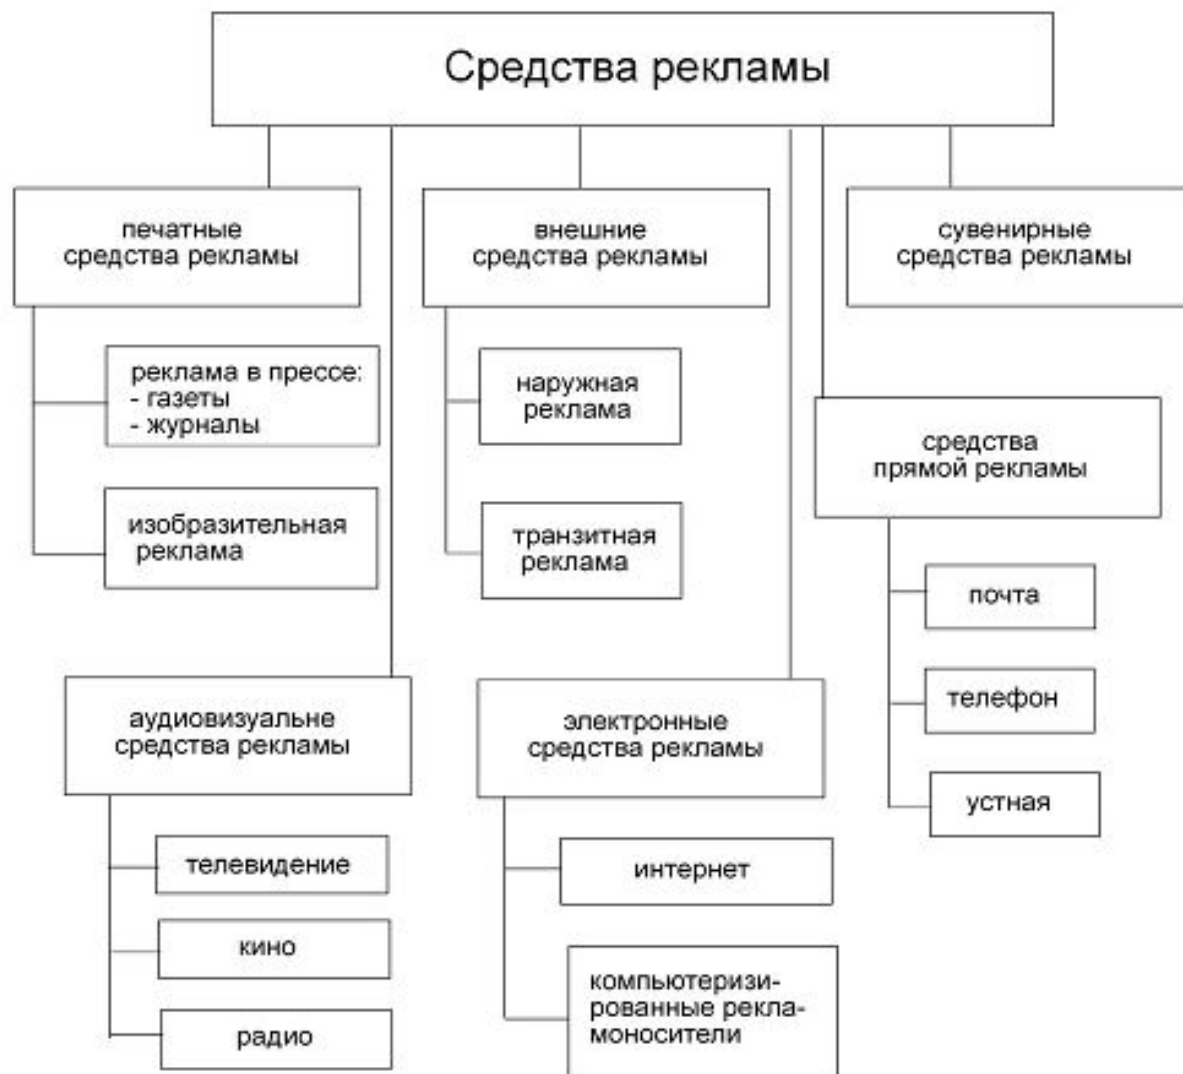 Средства рекламы
печатные
средства рекламы
внешние
средства рекламы
сувенирные
средства рекламы
реклама в прессе:
- газеты
- журналы
наружная
реклама
средства
прямой рекламы
изобразительная
реклама
транзитная
реклама
почта
телефон
устная
аудиовизуальне
средства рекламы
электронные
средства рекламы
телевидение
кино
радио
интернет
компьютеризи-
рованные рекла-
моносители